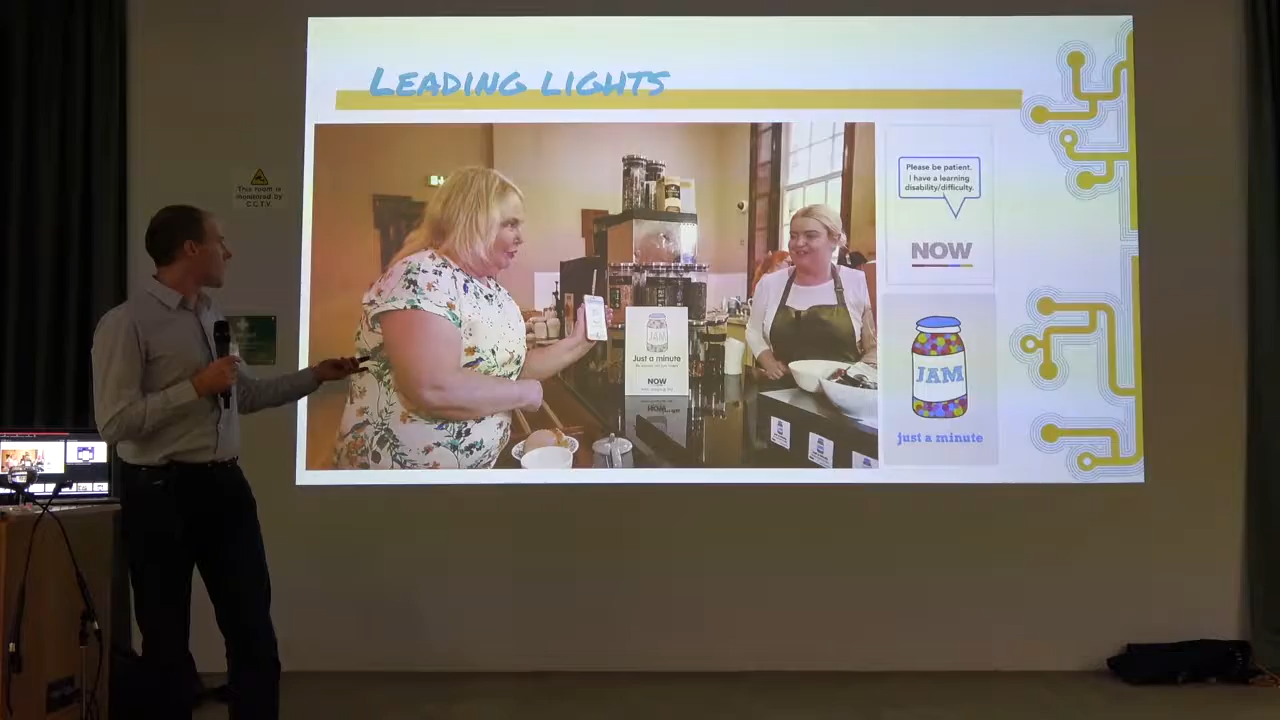 LEADING LIGHTS
This room is
monitored by
C.C.T.V.
Please be patient.
I have a learning
disability/difficulty.
NOW
JAM
just a minute
JAM
Just a minute
NOW